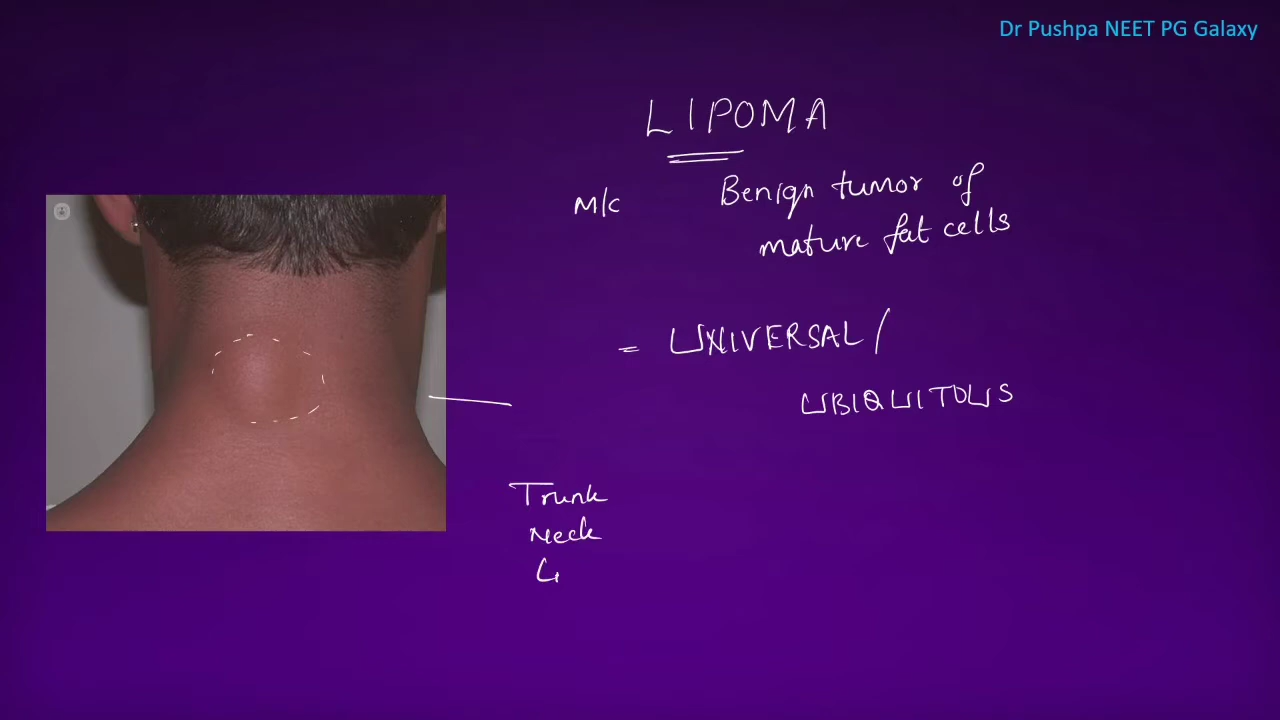 Dr Pushpa NEET PG Galaxy
LIPOMA
M/c Benign tumor of
mature fat cells
= UNIVERSAL /
UBIQUITOUS
Trunk
Neck